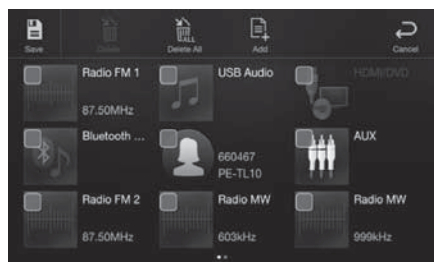 Save
Delete
Delete All
Add
Cancel
Radio FM 1
87.50MHz
USB Audio
HDMI/DVD
Bluetooth ...
660467
PE-TL10
AUX
Radio FM 2
87.50MHz
Radio MW
603kHz
Radio MW
999kHz